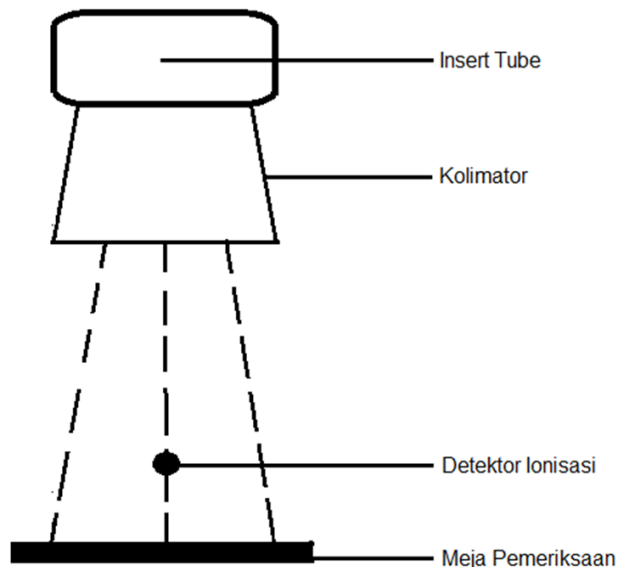 Insert Tube
Kolimator
Detektor Ionisasi
Meja Pemeriksaan